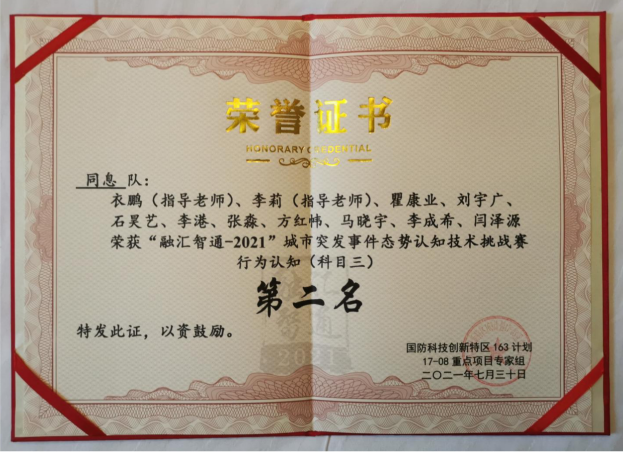 荣誉证书
HONORARY CREDENTIAL
同息 队：
衣鹏（指导老师）、李莉（指导老师）、瞿康业、刘宇广、
石昊艺、李港、张淼、方红帏、马晓宇、李成希、闫泽源
荣获“融汇智通-2021”城市突发事件态势认知技术挑战赛
行为认知（科目三）
第二名
特发此证，以资鼓励。
2021
国防科技创新特区 163 计划
17-08 重点项目专家组
二〇二一年七月三十日